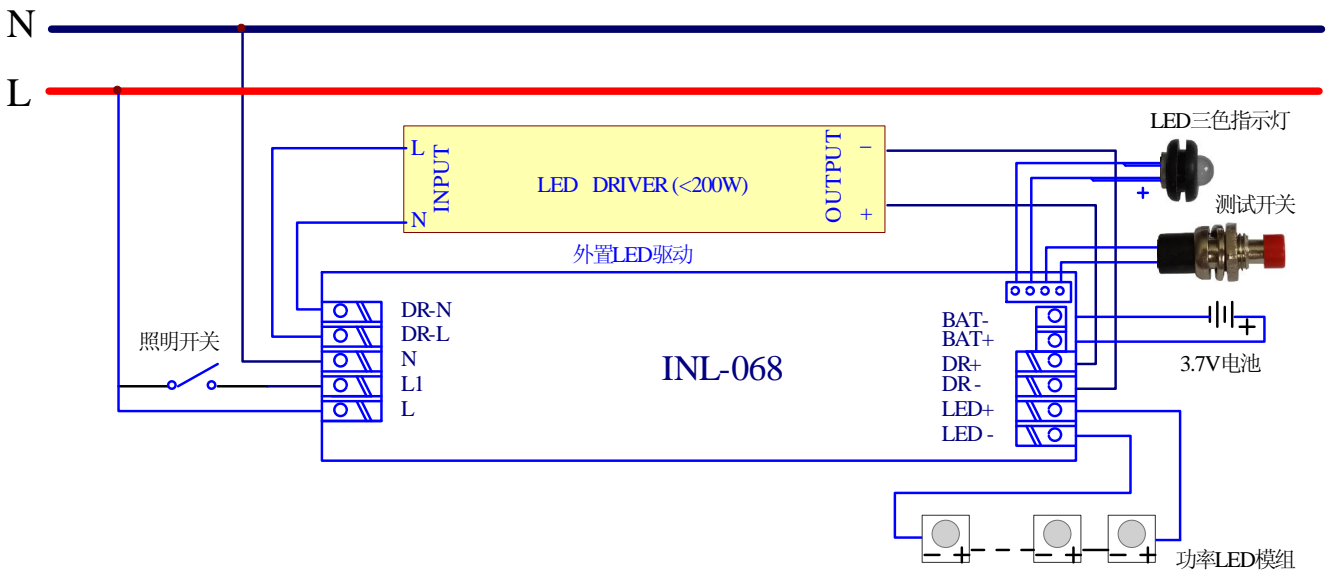 N
L
LED三色指示灯
L
INPUT
N
LED DRIVER (<200W)
OUTPUT
−
+
+
测试开关
外置LED驱动
DR-N
DR-L
N
L1
L
照明开关
INL-068
BAT-
BAT+
DR+
DR-
LED+
LED -
+
3.7V电池
− +
− +
− +
功率LED模组